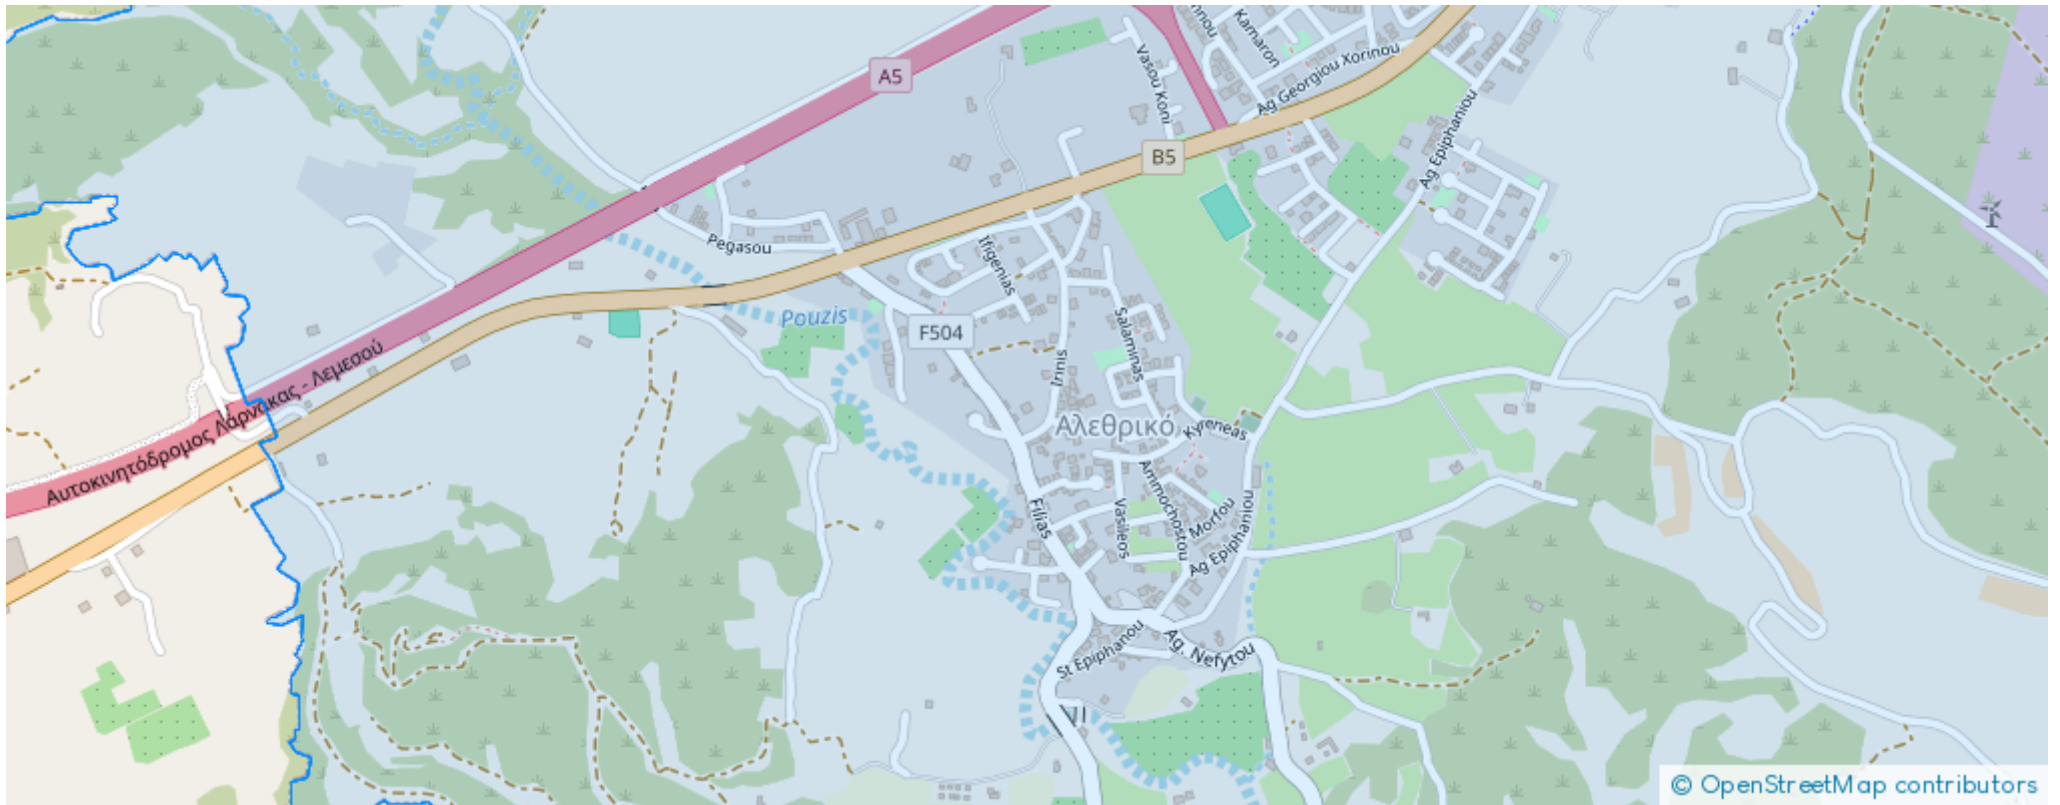 Kamaron
Vasou Koni
Ag Georgiou Xorinou
A5
B5
Ag Epiphaniou
Pegasou
Ifigenias
Pouzis
F504
Salaminas
Irinis
Αυτοκινητόδρομος Λάρνακας - Λεμεσού
Αλεθρικό
Kyreneas
Ammochostou
Vasileos
Morfou
Filias
Ag Epiphaniou
St Epiphanou
Ag. Nefytou
© OpenStreetMap contributors